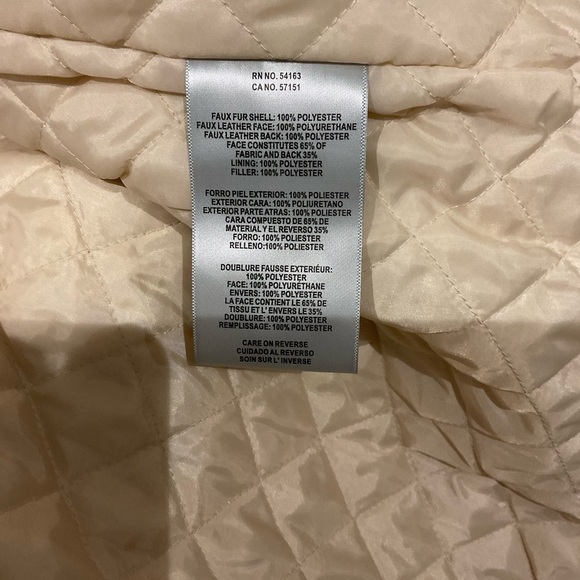 RN NO. 54163
CA NO. 57151
FAUX FUR SHELL: 100% POLYESTER
FAUX LEATHER FACE: 100% POLYURETHANE
FAUX LEATHER BACK: 100% POLYESTER
FACE CONSTITUTES 65% OF
FABRIC AND BACK 35%
LINING: 100% POLYESTER
FILLER: 100% POLYESTER
FORRO PIEL EXTERIOR: 100% POLIESTER
EXTERIOR CARA: 100% POLIURETANO
EXTERIOR PARTE ATRAS: 100% POLIESTER
CARA COMPUESTO DE 65% DE
MATERIAL Y EL REVERSO 35%
FORRO: 100% POLIESTER
RELLENO:100% POLIESTER
DOUBLURE FAUSSE EXTERIÉUR:
100% POLYESTER
FACE: 100% POLYURÉTHANE
ENVERS: 100% POLYESTER
LA FACE CONTIENT LE 65% DE
TISSU ET L' ENVERS LE 35%
DOUBLURE: 100% POLYESTER
REMPLISSAGE: 100% POLYESTER
CARE ON REVERSE
CUIDADO AL REVERSO
SOIN SUR L' INVERSE